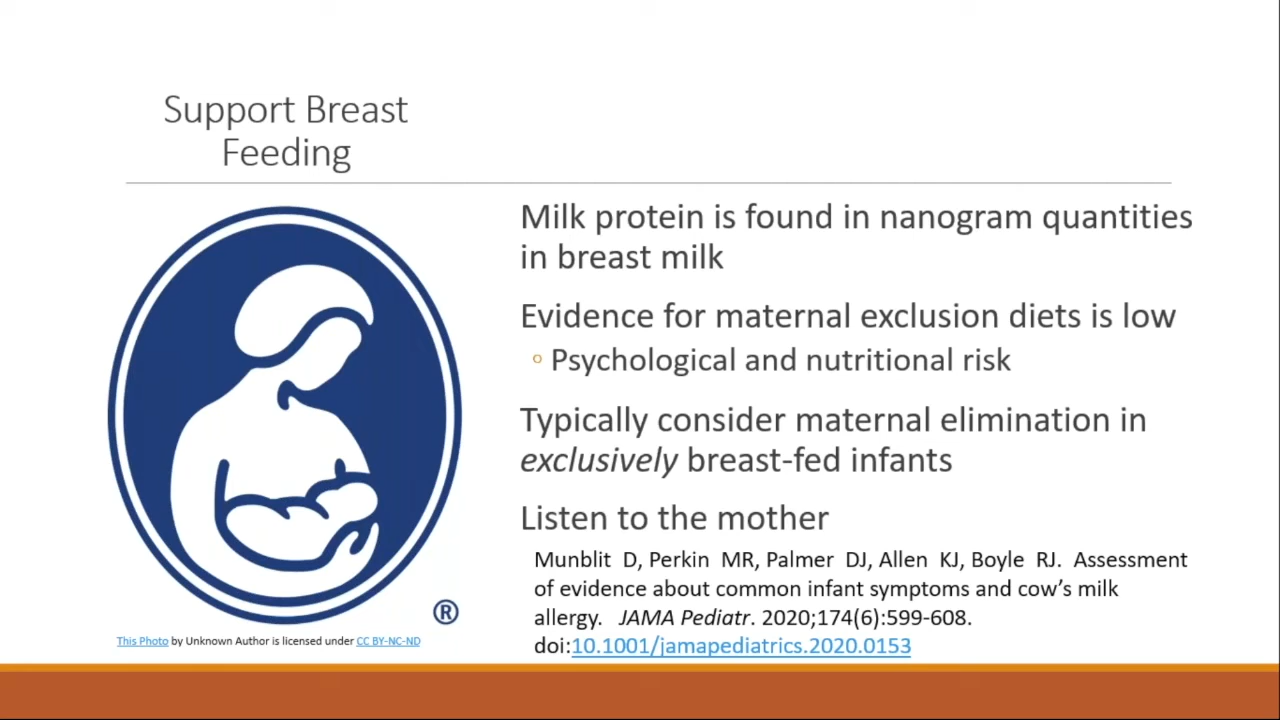 Support Breast
Feeding
Milk protein is found in nanogram quantities
in breast milk
Evidence for maternal exclusion diets is low
◦ Psychological and nutritional risk
Typically consider maternal elimination in
exclusively breast-fed infants
Listen to the mother
Munblit D, Perkin MR, Palmer DJ, Allen KJ, Boyle RJ. Assessment
of evidence about common infant symptoms and cow’s milk
allergy. JAMA Pediatr. 2020;174(6):599-608.
doi:10.1001/jamapediatrics.2020.0153
®
This Photo by Unknown Author is licensed under CC BY-NC-ND